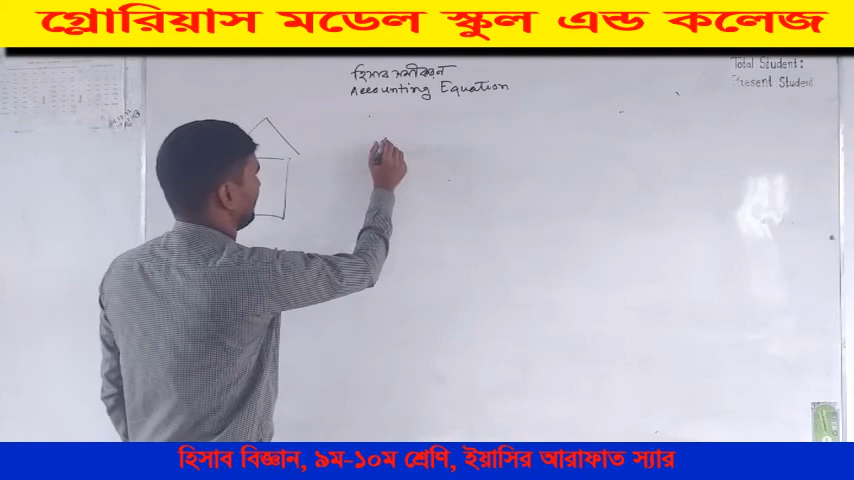 গ্লোরিয়াস মডেল স্কুল এন্ড কলেজ
হিসাব সমীকরণ
Accounting Equation
Total Student:
Present Student
হিসাব বিজ্ঞান, ৯ম-১০ম শ্রেণি, ইয়াসির আরাফাত স্যার